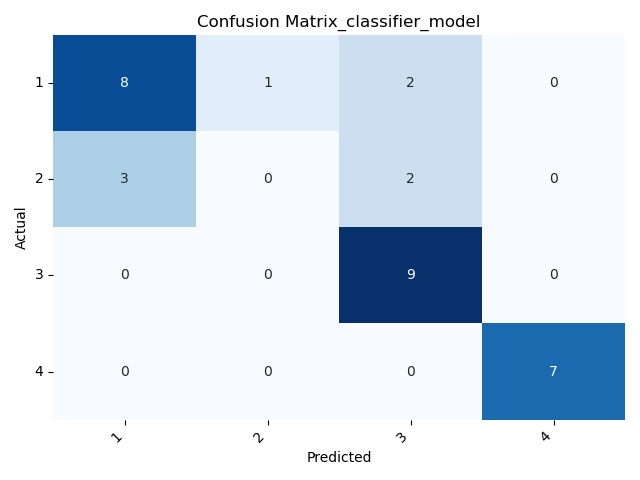 Confusion Matrix_classifier_model
1 8 1 2 0
2 3 0 2 0
Actual
3 0 0 9 0
4 0 0 0 7
1 2 3 4
Predicted